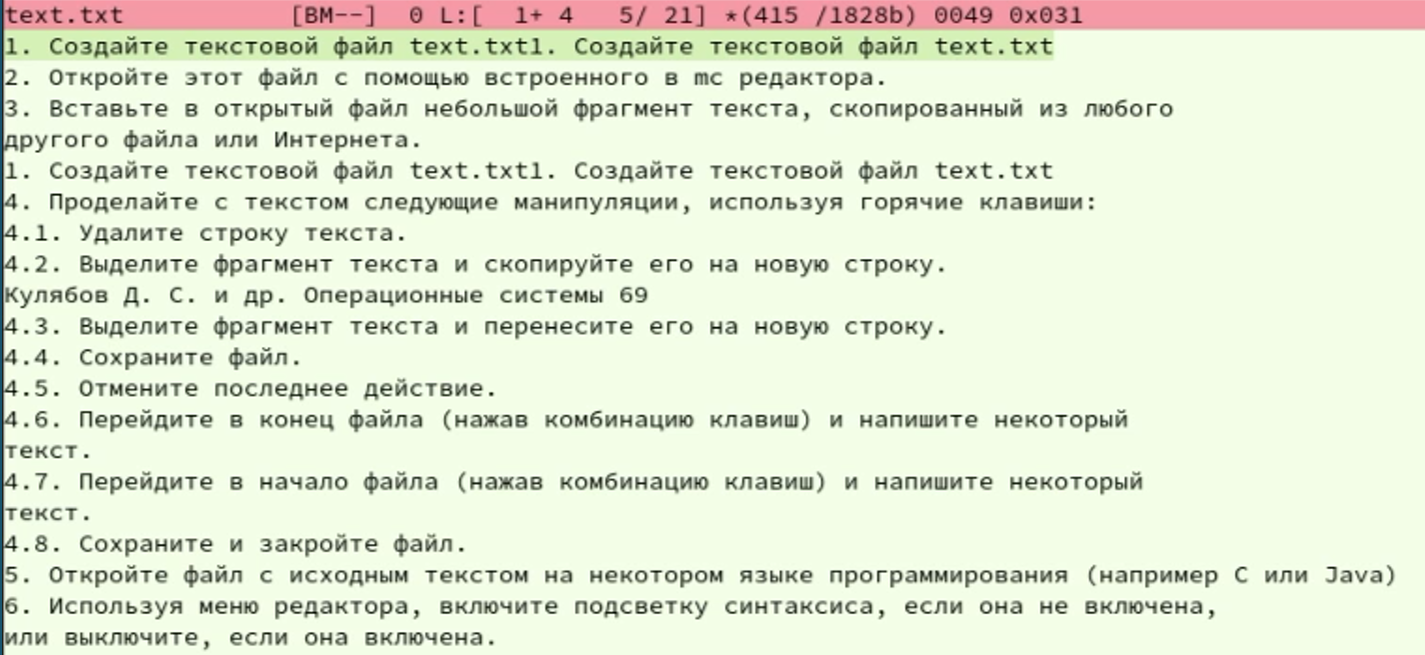 text.txt [BM--] 0 L:[ 1+ 4 5/ 21] *(415 /1828b) 0049 0x031
1. Создайте текстовой файл text.txt1. Создайте текстовой файл text.txt
2. Откройте этот файл с помощью встроенного в mc редактора.
3. Вставьте в открытый файл небольшой фрагмент текста, скопированный из любого
другого файла или Интернета.
1. Создайте текстовой файл text.txt1. Создайте текстовой файл text.txt
4. Проделайте с текстом следующие манипуляции, используя горячие клавиши:
4.1. Удалите строку текста.
4.2. Выделите фрагмент текста и скопируйте его на новую строку.
Кулябов Д. С. и др. Операционные системы 69
4.3. Выделите фрагмент текста и перенесите его на новую строку.
4.4. Сохраните файл.
4.5. Отмените последнее действие.
4.6. Перейдите в конец файла (нажав комбинацию клавиш) и напишите некоторый
текст.
4.7. Перейдите в начало файла (нажав комбинацию клавиш) и напишите некоторый
текст.
4.8. Сохраните и закройте файл.
5. Откройте файл с исходным текстом на некотором языке программирования (например C или Java)
6. Используя меню редактора, включите подсветку синтаксиса, если она не включена,
или выключите, если она включена.